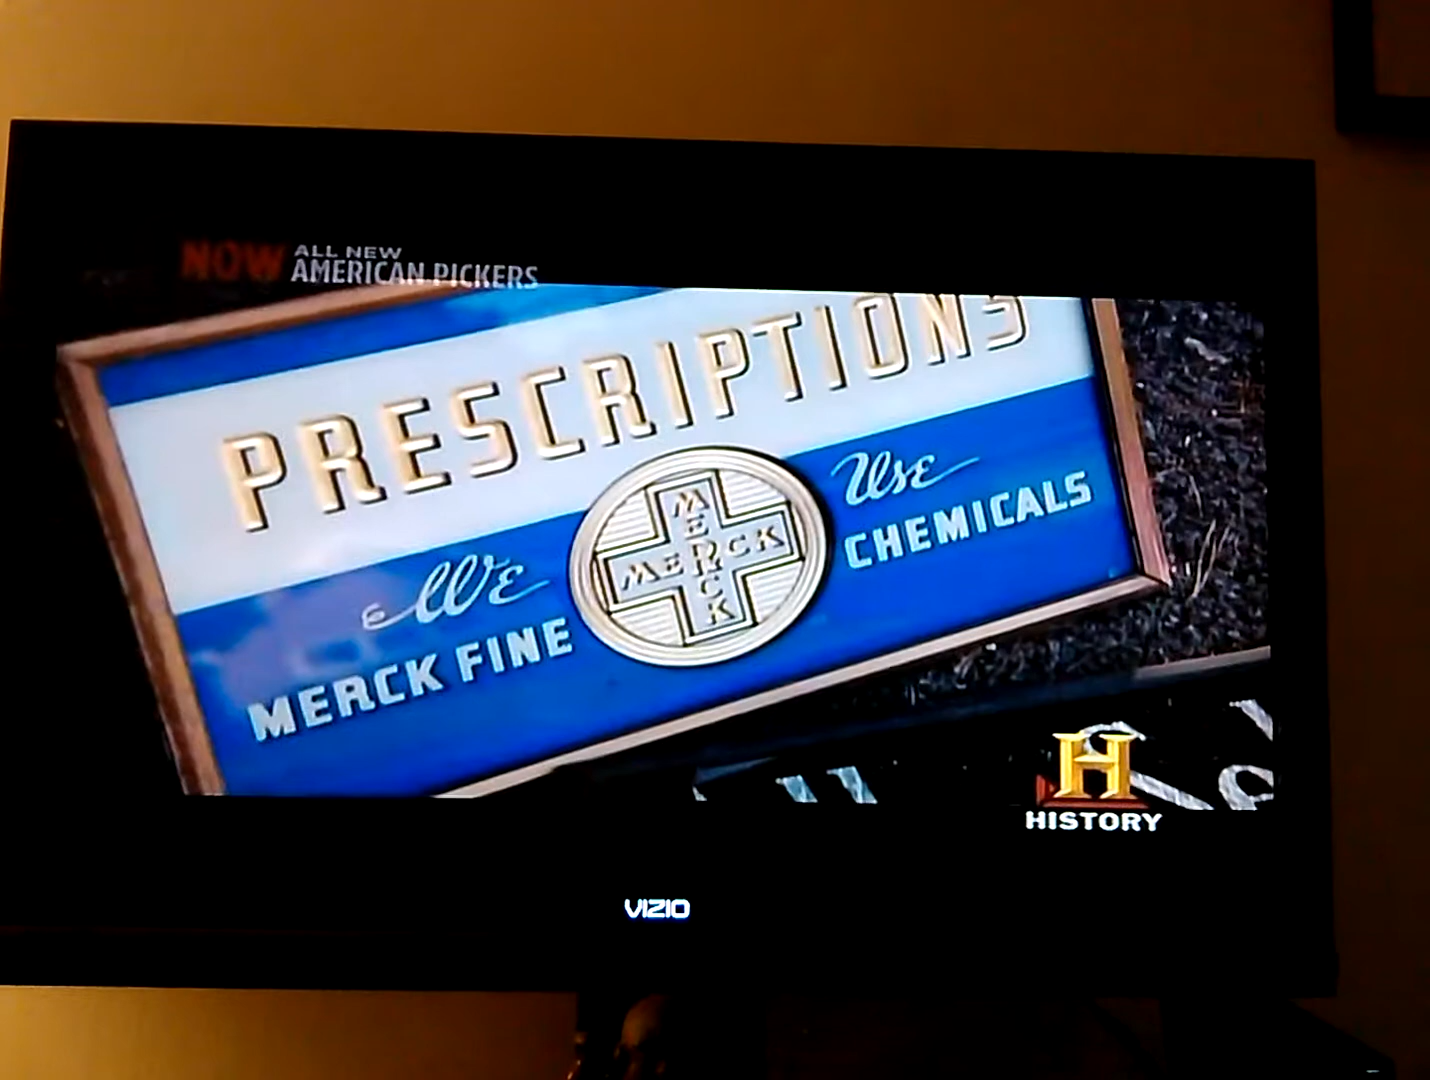 NOW ALL NEW
AMERICAN PICKERS
PRESCRIPTIONS
We Use
MERCK FINE CHEMICALS
MERCK
MERCK
H
HISTORY
VIZIO